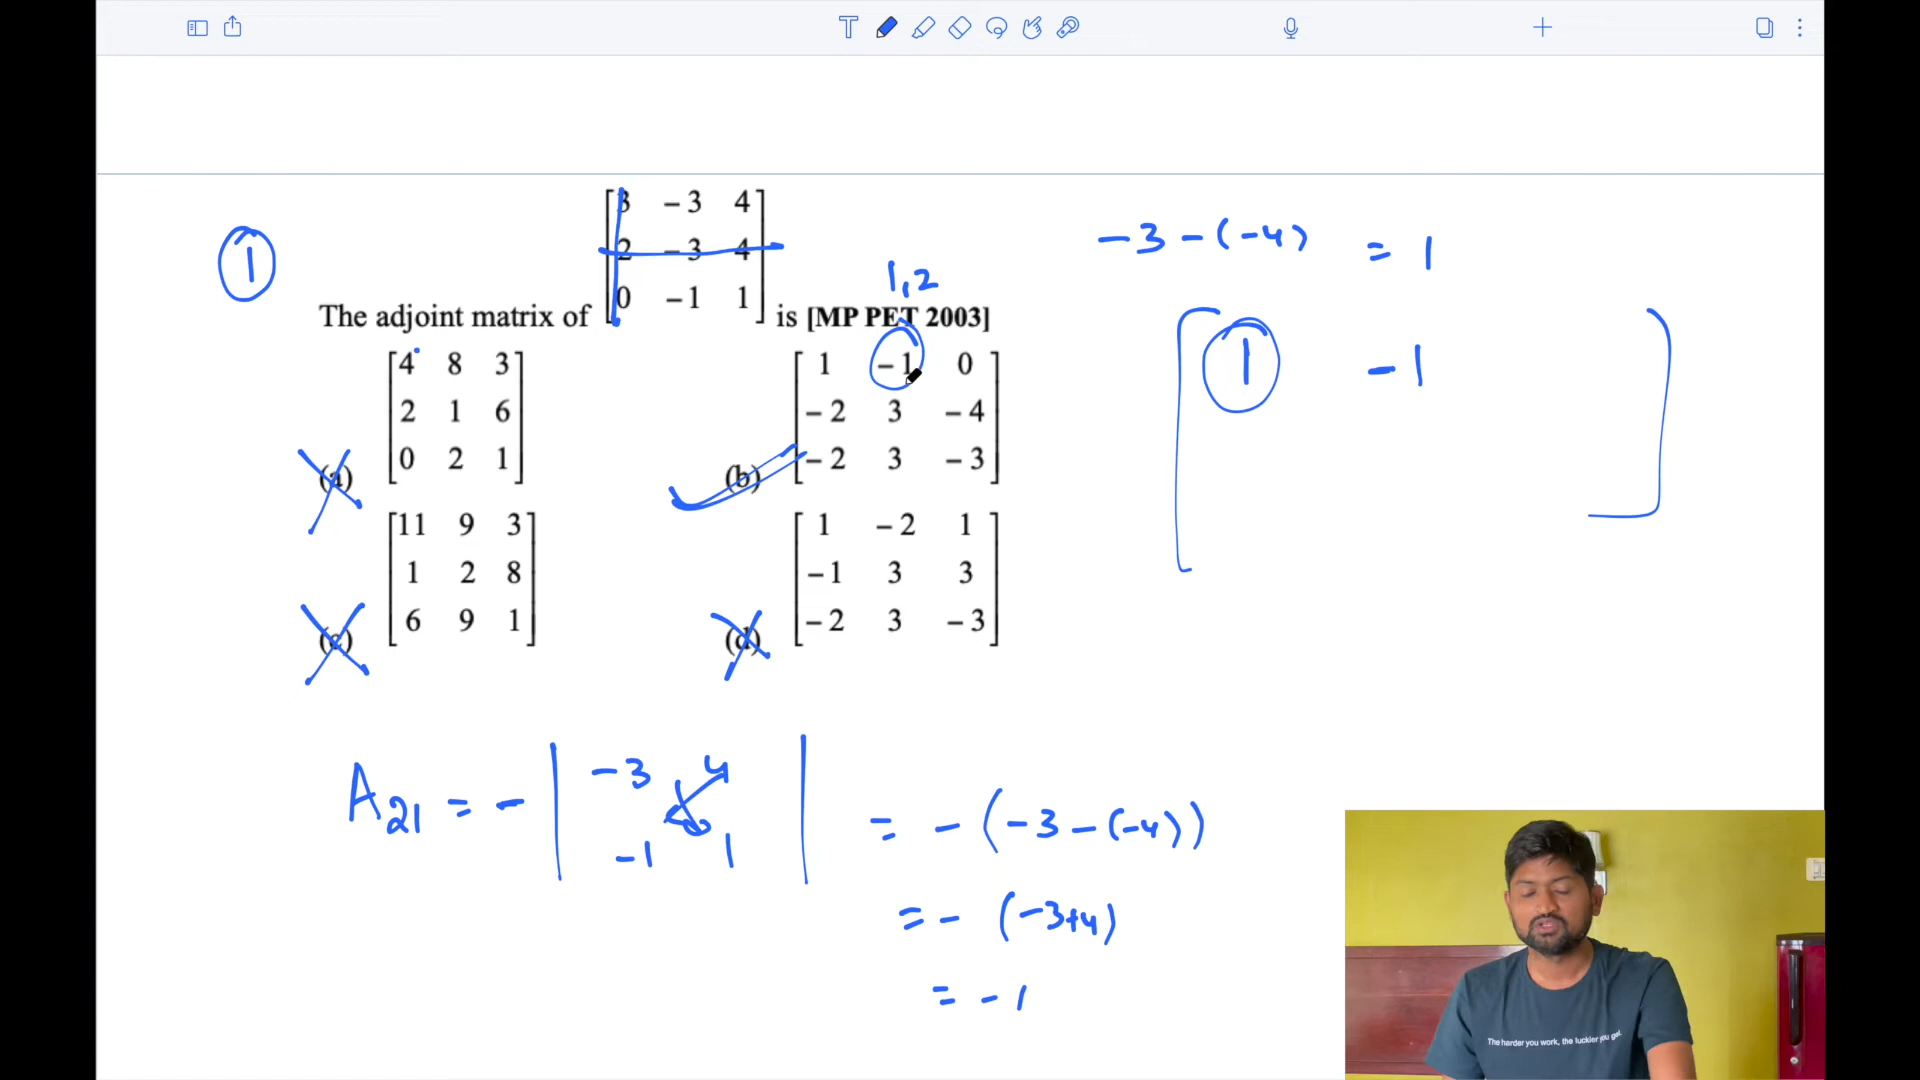 ①
3 −3 4
2 −3 4
0 −1 1
The adjoint matrix of is [MP PET 2003]
1,2
4 8 3
2 1 6
0 2 1
(a)
1 −1 0
−2 3 −4
−2 3 −3
(b)
11 9 3
1 2 8
6 9 1
(c)
1 −2 1
−1 3 3
−2 3 −3
(d)
−3 −(−4) = 1
1 −1
A21 = −
−3 4
−1 1
= −(−3−(−4))
= − (−3+4)
= −1
The harder you work, the luckier you get.